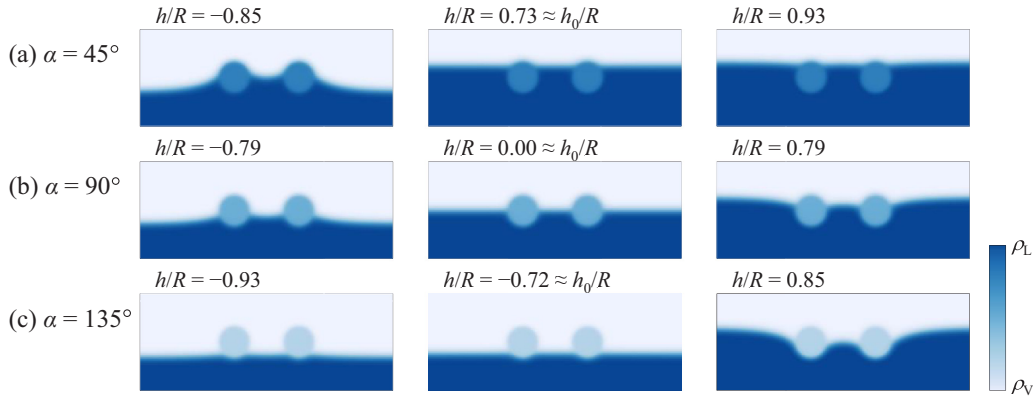 h/R = −0.85
h/R = 0.73 ≈ h₀/R
h/R = 0.93
(a) α = 45°
h/R = −0.79
h/R = 0.00 ≈ h₀/R
h/R = 0.79
(b) α = 90°
h/R = −0.93
h/R = −0.72 ≈ h₀/R
h/R = 0.85
(c) α = 135°
ρL
ρV